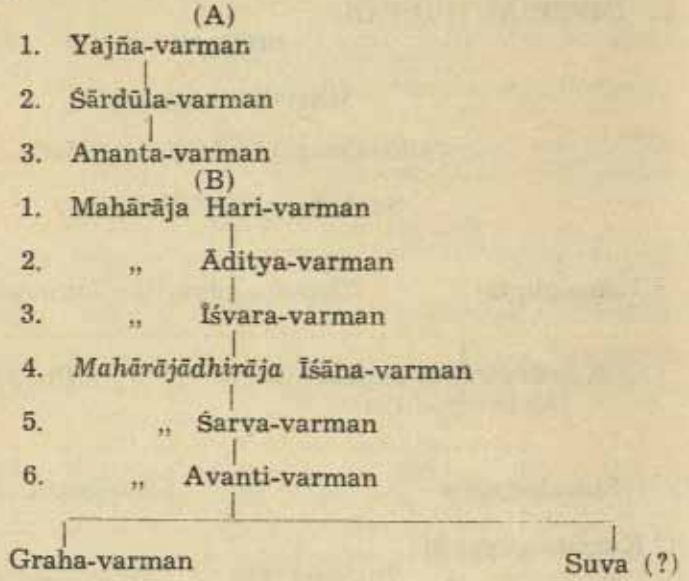 (A)
1. Yajña-varman
2. Śārdūla-varman
3. Ananta-varman
(B)
1. Mahārāja Hari-varman
2. „ Āditya-varman
3. „ Īśvara-varman
4. Mahārājādhirāja Īśāna-varman
5. „ Śarva-varman
6. „ Avanti-varman
Graha-varman Suva (?)